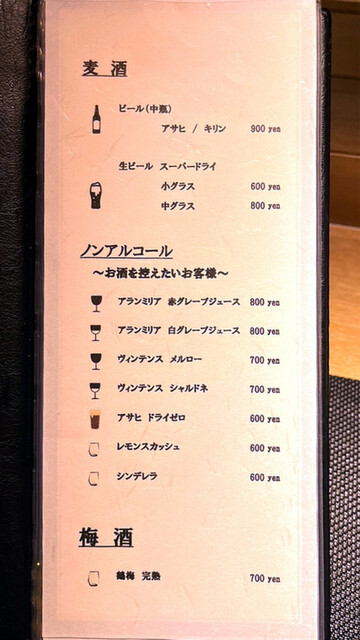 麦酒
ビール(中瓶)
アサヒ / キリン 900 yen
生ビール スーパードライ
小グラス 600 yen
中グラス 800 yen
ノンアルコール
～お酒を控えたいお客様～
アランミリア 赤グレープジュース 800 yen
アランミリア 白グレープジュース 800 yen
ヴィンテンス メルロー 700 yen
ヴィンテンス シャルドネ 700 yen
アサヒ ドライゼロ 600 yen
レモンスカッシュ 600 yen
シンデレラ 600 yen
梅酒
鶴梅 完熟 700 yen